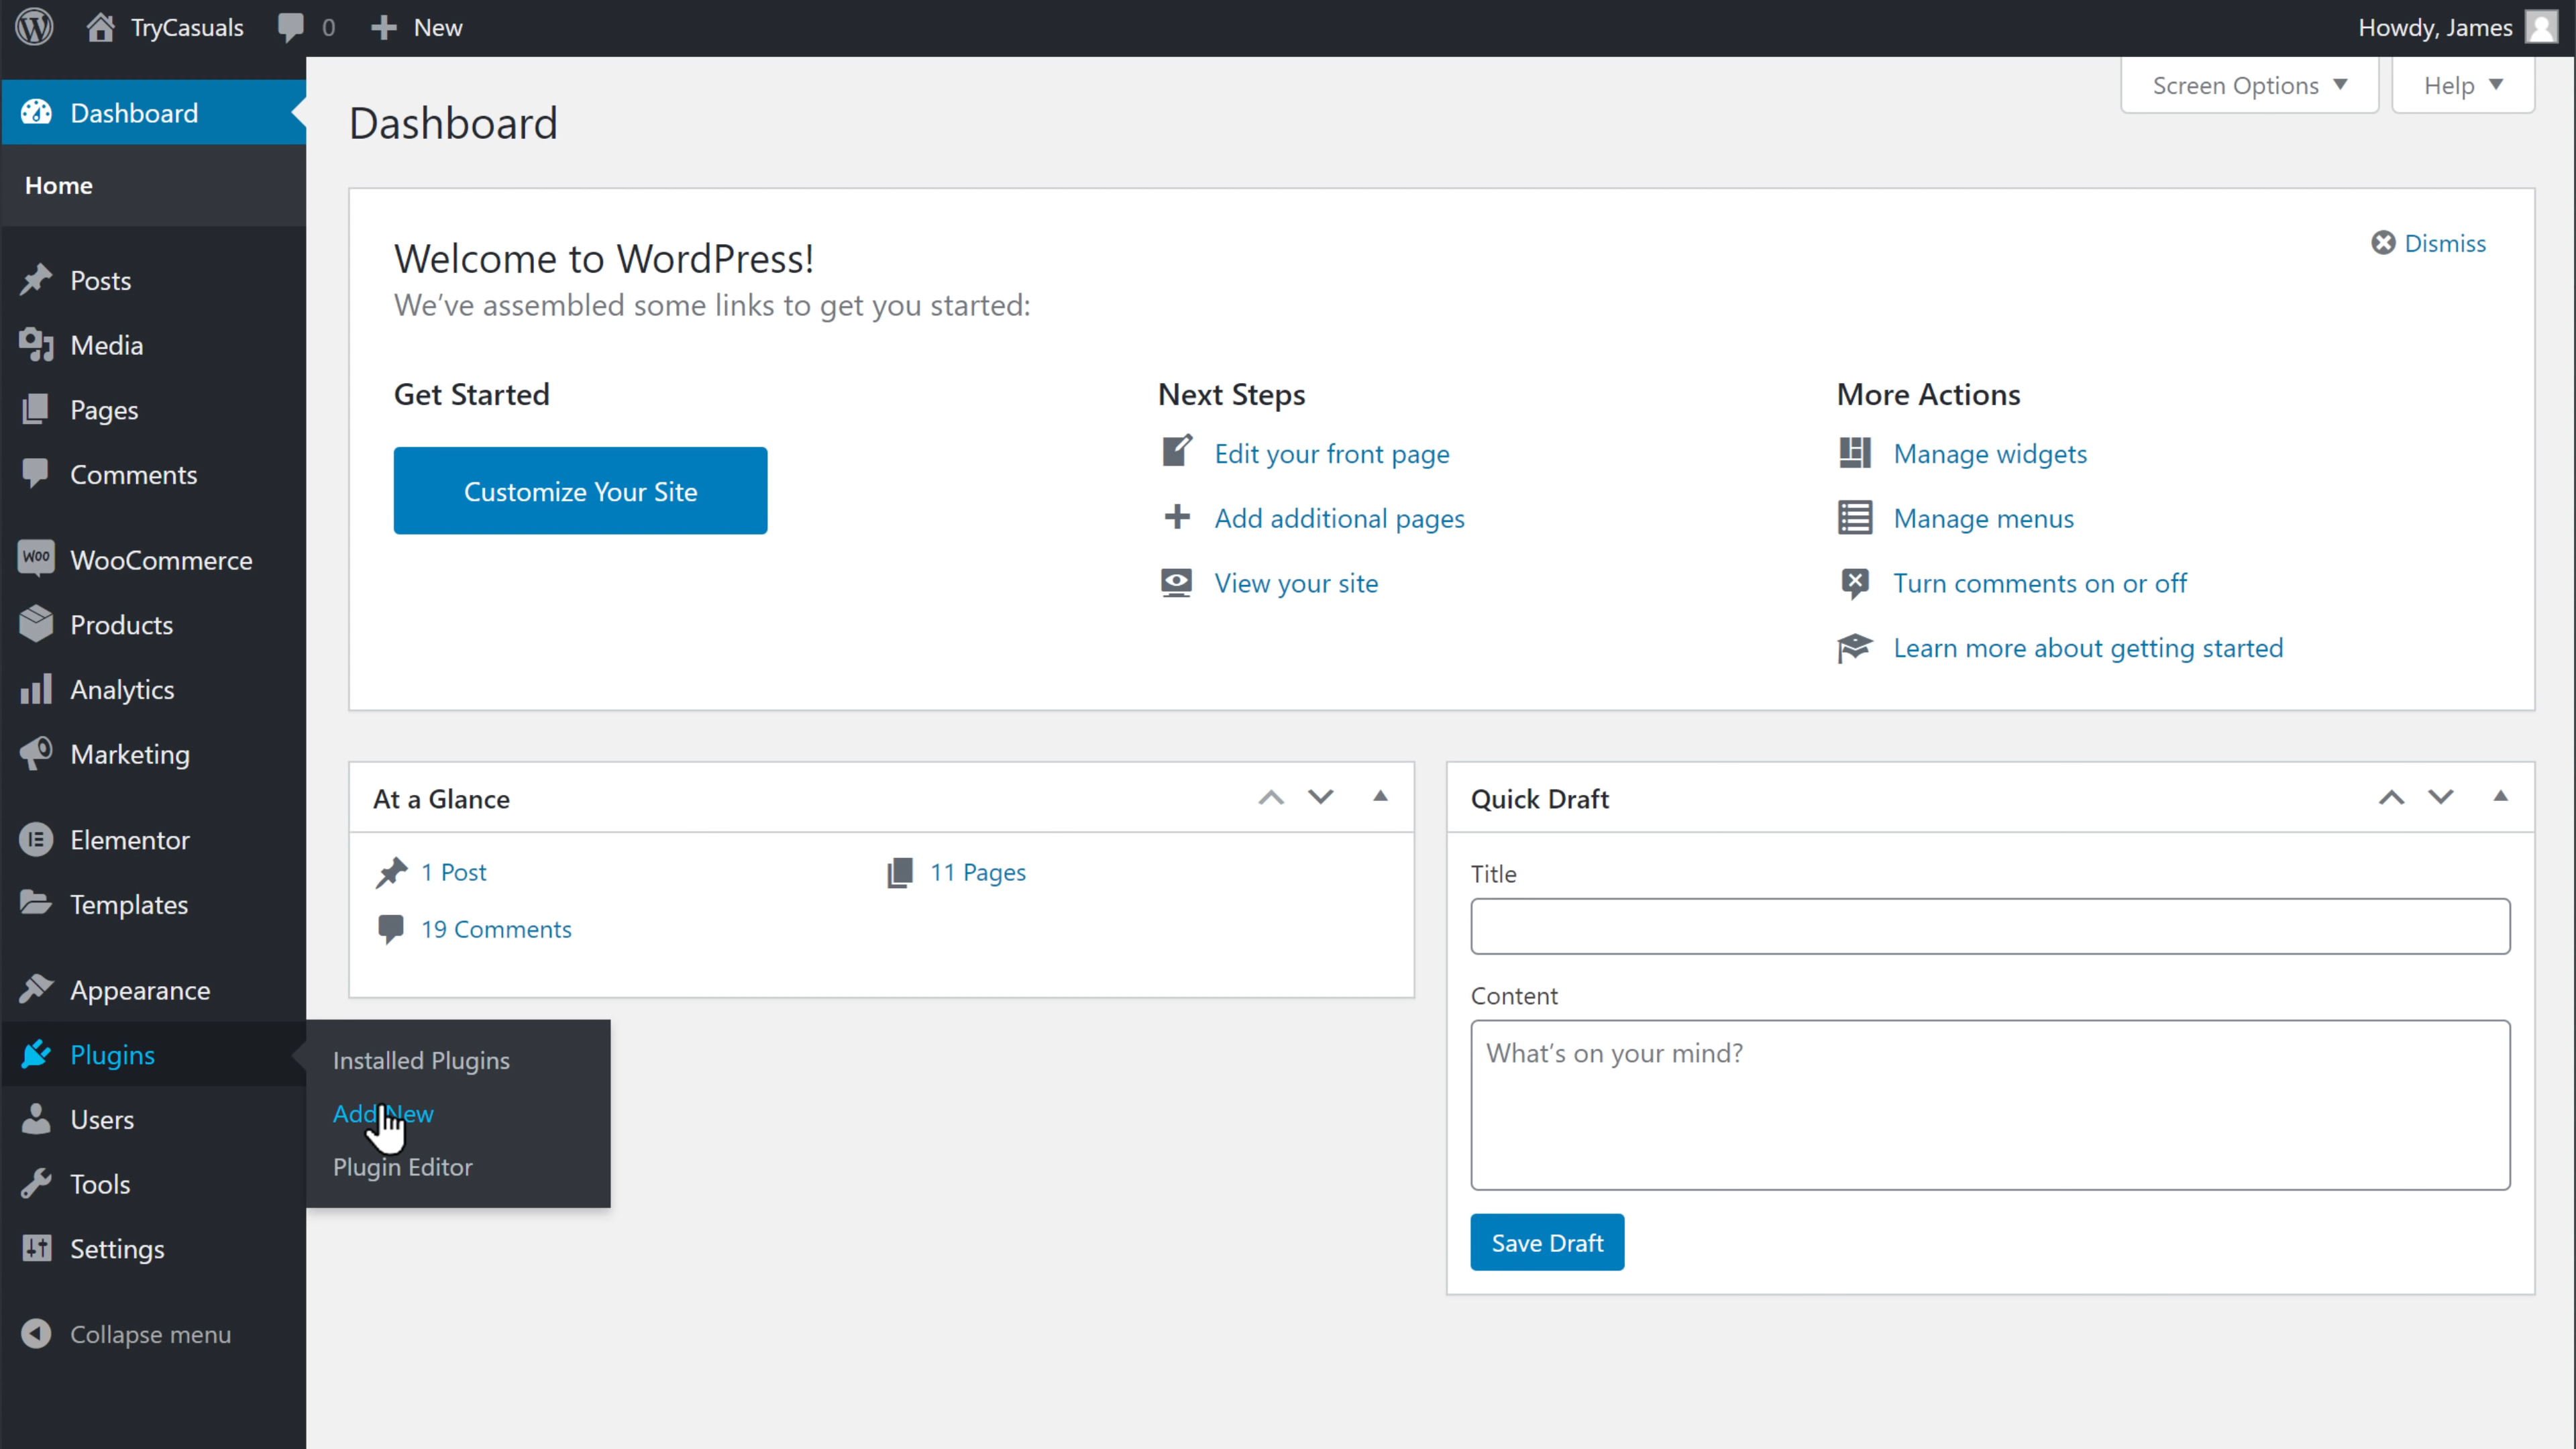 TryCasuals
0
New
Howdy, James
Dashboard
Home
Posts
Media
Pages
Comments
Woo WooCommerce
Products
Analytics
Marketing
Elementor
Templates
Appearance
Plugins
Users
Tools
Settings
Collapse menu
Installed Plugins
Add New
Plugin Editor
Screen Options
Help
Dashboard
Welcome to WordPress!
We've assembled some links to get you started:
Dismiss
Get Started
Customize Your Site
Next Steps
Edit your front page
Add additional pages
View your site
More Actions
Manage widgets
Manage menus
Turn comments on or off
Learn more about getting started
At a Glance
1 Post
11 Pages
19 Comments
Quick Draft
Title
Content
What's on your mind?
Save Draft